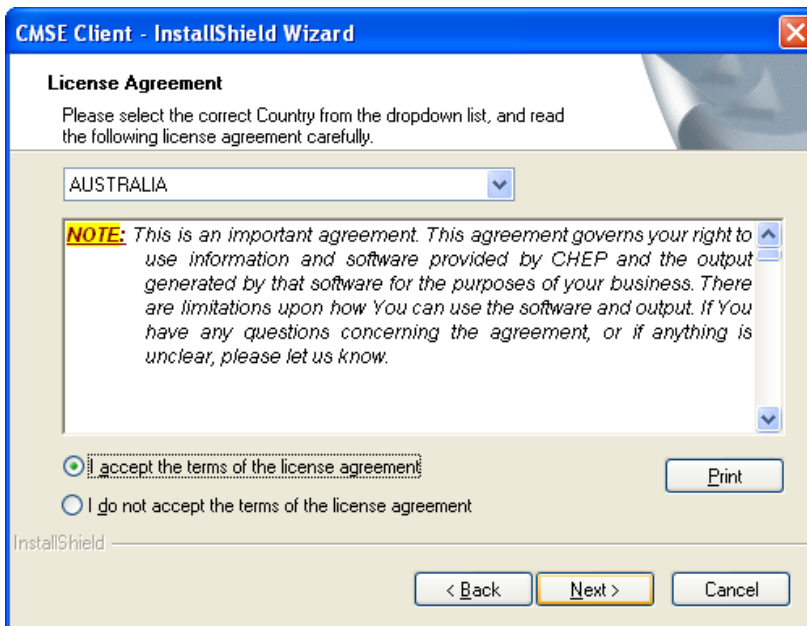 CMSE Client - InstallShield Wizard
License Agreement
Please select the correct Country from the dropdown list, and read
the following license agreement carefully.
AUSTRALIA
NOTE: This is an important agreement. This agreement governs your right to
use information and software provided by CHEP and the output
generated by that software for the purposes of your business. There
are limitations upon how You can use the software and output. If You
have any questions concerning the agreement, or if anything is
unclear, please let us know.
I accept the terms of the license agreement
Print
I do not accept the terms of the license agreement
InstallShield
< Back
Next >
Cancel